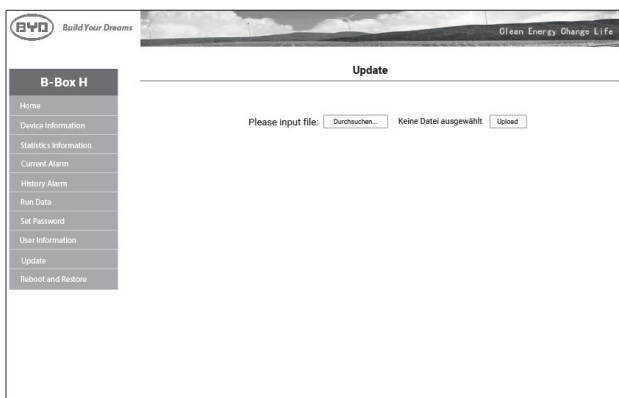 BYD Build Your Dreams
Clean Energy Change Life
B-Box H
Home
Device Information
Statistics Information
Current Alarm
History Alarm
Run Data
Set Password
User Information
Update
Reboot and Restore
Update
Please input file: Durchsuchen... Keine Datei ausgewählt Upload